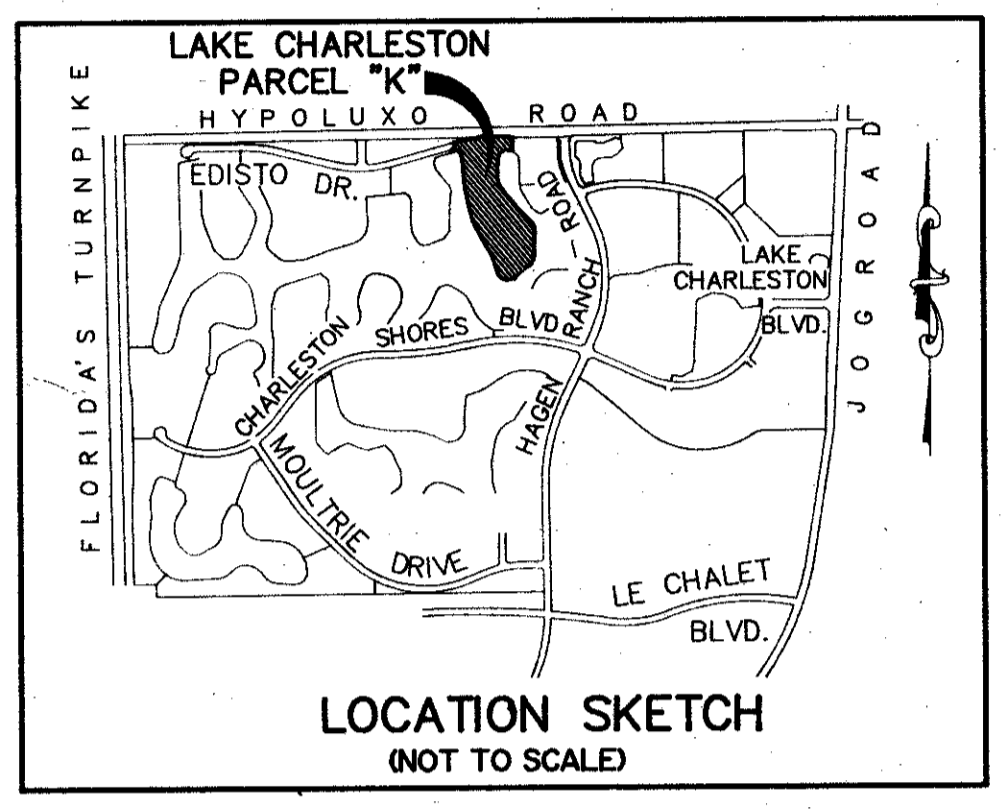 LAKE CHARLESTON
PARCEL "K"
HYPOLUXO ROAD
FLORIDA'S TURNPIKE
EDISTO DR.
HAGEN RANCH ROAD
JOG ROAD
LAKE
CHARLESTON
BLVD.
CHARLESTON SHORES BLVD
MOULTRIE DRIVE
LE CHALET
BLVD.
LOCATION SKETCH
(NOT TO SCALE)